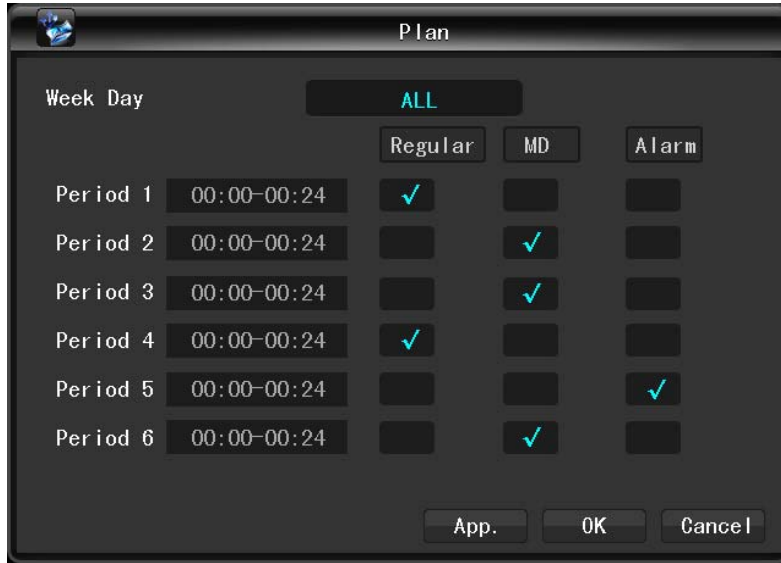 Plan
Week Day ALL
Regular MD Alarm
Period 1 00:00-00:24 √
Period 2 00:00-00:24 √
Period 3 00:00-00:24 √
Period 4 00:00-00:24 √
Period 5 00:00-00:24 √
Period 6 00:00-00:24 √
App. OK Cancel